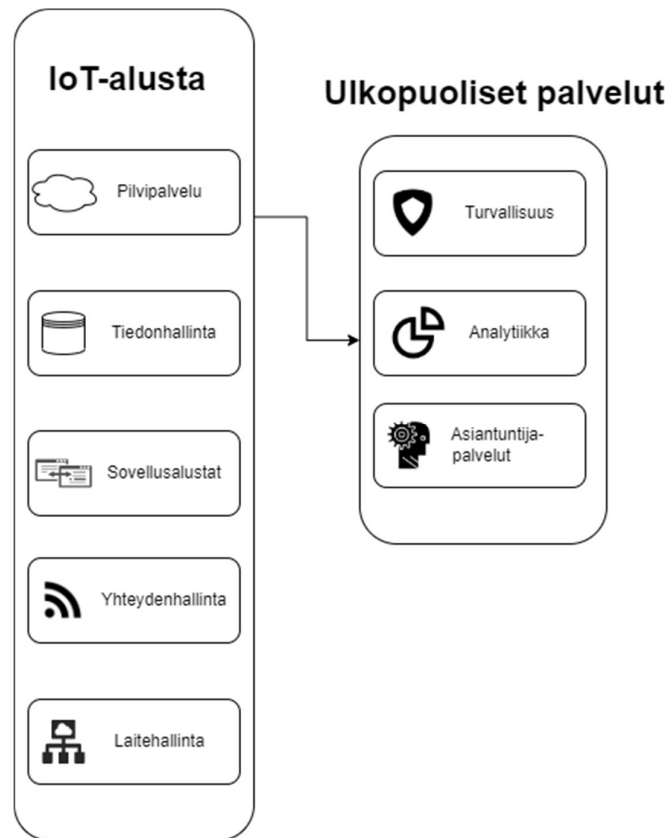 IoT-alusta
Pilvipalvelu
Tiedonhallinta
Sovellusalustat
Yhteydenhallinta
Laitehallinta
Ulkopuoliset palvelut
Turvallisuus
Analytiikka
Asiantuntija-
palvelut